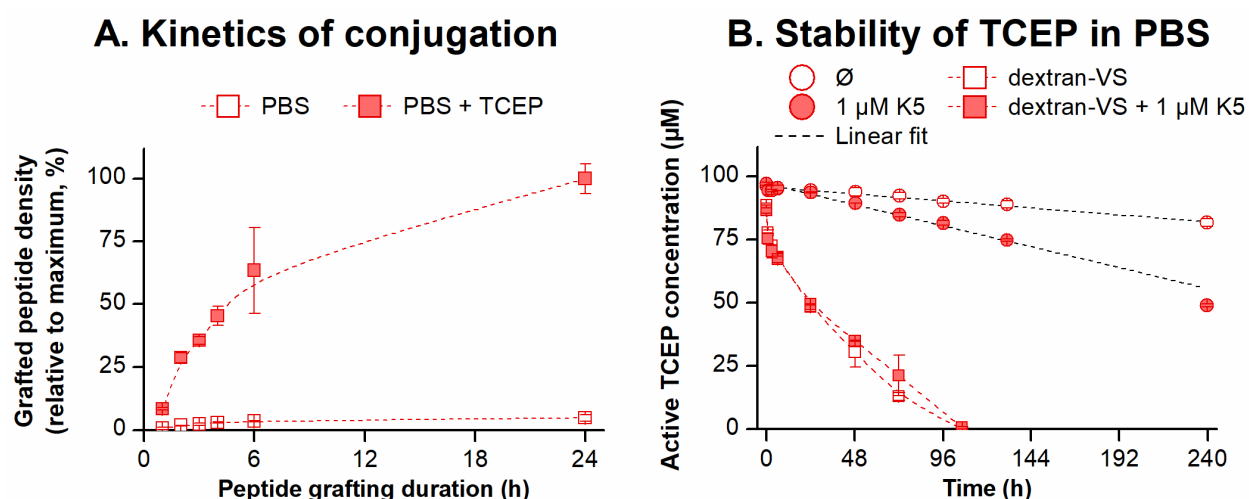 A. Kinetics of conjugation
PBS
PBS + TCEP
Grafted peptide density
(relative to maximum, %)
100
75
50
25
0
0
6
12
18
24
Peptide grafting duration (h)
B. Stability of TCEP in PBS
Ø
dextran-VS
1 µM K5
dextran-VS + 1 µM K5
Linear fit
Active TCEP concentration (µM)
100
75
50
25
0
0
48
96
144
192
240
Time (h)